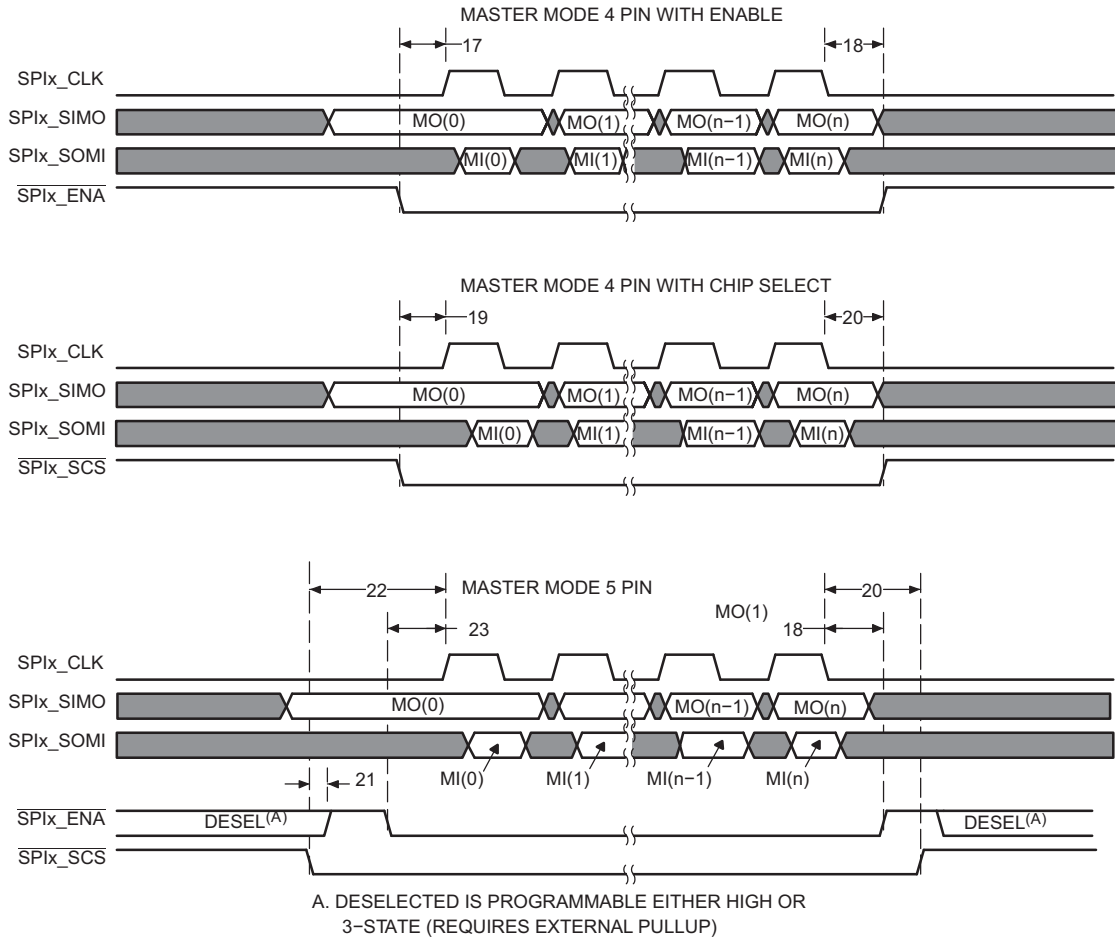 MASTER MODE 4 PIN WITH ENABLE
17
18
SPIx_CLK
SPIx_SIMO
MO(0)
MO(1)
MO(n−1)
MO(n)
SPIx_SOMI
MI(0)
MI(1)
MI(n−1)
MI(n)
SPIx_ENA
MASTER MODE 4 PIN WITH CHIP SELECT
19
20
SPIx_CLK
SPIx_SIMO
MO(0)
MO(1)
MO(n−1)
MO(n)
SPIx_SOMI
MI(0)
MI(1)
MI(n−1)
MI(n)
SPIx_SCS
22
MASTER MODE 5 PIN
20
MO(1)
23
18
SPIx_CLK
SPIx_SIMO
MO(0)
MO(n−1)
MO(n)
SPIx_SOMI
MI(0)
MI(1)
MI(n−1)
MI(n)
21
SPIx_ENA
DESEL(A)
DESEL(A)
SPIx_SCS
A. DESELECTED IS PROGRAMMABLE EITHER HIGH OR
3−STATE (REQUIRES EXTERNAL PULLUP)